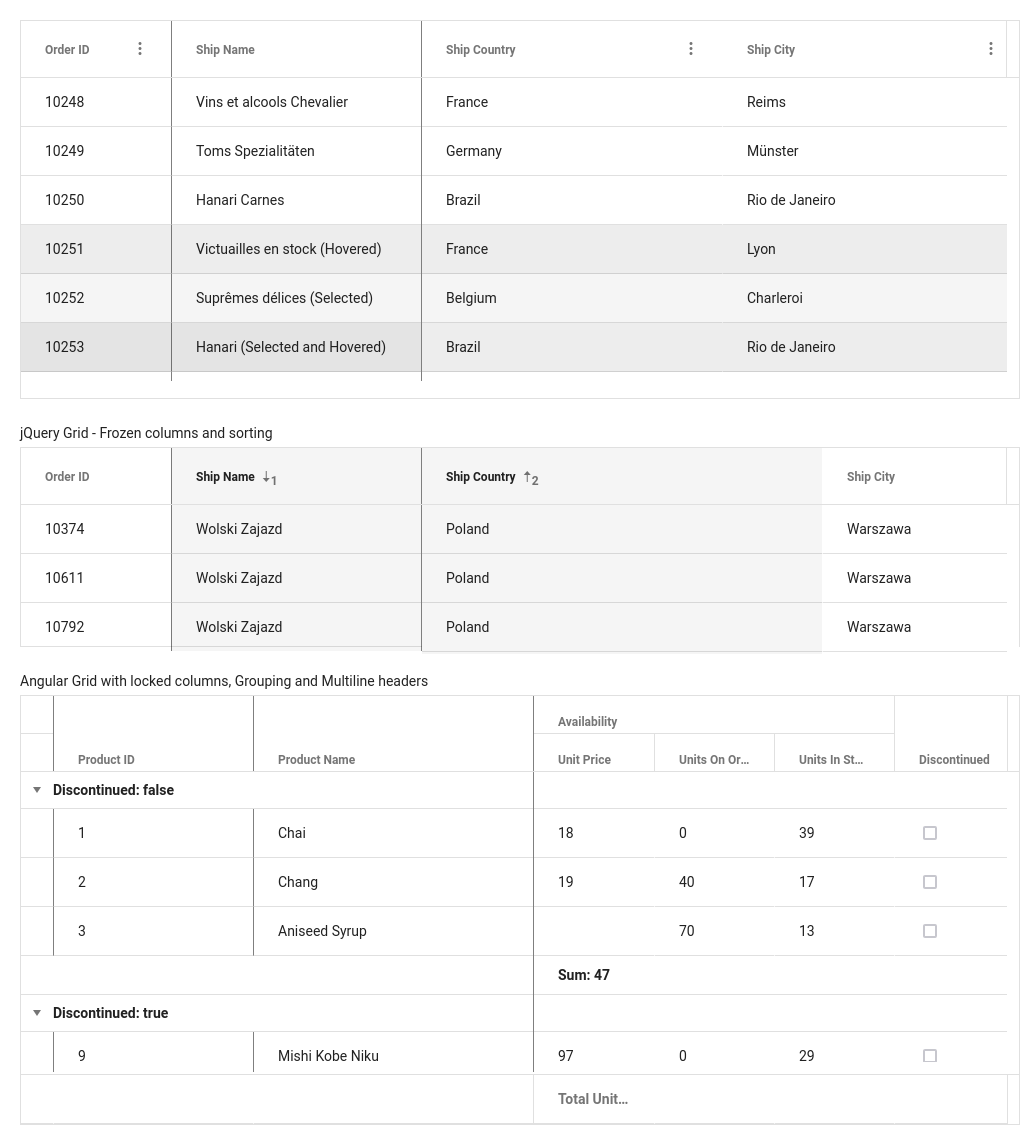 Order ID Ship Name Ship Country Ship City
10248 Vins et alcools Chevalier France Reims
10249 Toms Spezialitäten Germany Münster
10250 Hanari Carnes Brazil Rio de Janeiro
10251 Victuailles en stock (Hovered) France Lyon
10252 Suprêmes délices (Selected) Belgium Charleroi
10253 Hanari (Selected and Hovered) Brazil Rio de Janeiro
jQuery Grid - Frozen columns and sorting
Order ID Ship Name ↓1 Ship Country ↑2 Ship City
10374 Wolski Zajazd Poland Warszawa
10611 Wolski Zajazd Poland Warszawa
10792 Wolski Zajazd Poland Warszawa
Angular Grid with locked columns, Grouping and Multiline headers
Availability
Product ID Product Name Unit Price Units On Or... Units In St... Discontinued
Discontinued: false
1 Chai 18 0 39
2 Chang 19 40 17
3 Aniseed Syrup 70 13
Sum: 47
Discontinued: true
9 Mishi Kobe Niku 97 0 29
Total Unit...